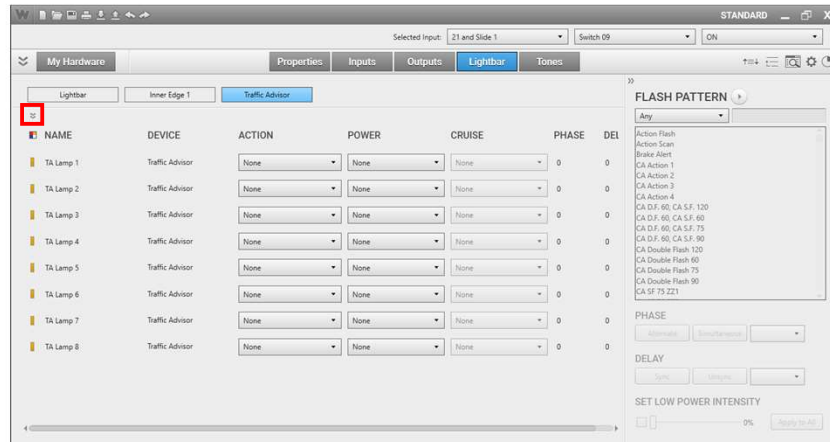 STANDARD
Selected Input: 21 and Slide 1 Switch 09 ON
My Hardware Properties Inputs Outputs Lightbar Tones
Lightbar Inner Edge 1 Traffic Advisor
NAME DEVICE ACTION POWER CRUISE PHASE DEL
TA Lamp 1 Traffic Advisor None None None 0 0
TA Lamp 2 Traffic Advisor None None None 0 0
TA Lamp 3 Traffic Advisor None None None 0 0
TA Lamp 4 Traffic Advisor None None None 0 0
TA Lamp 5 Traffic Advisor None None None 0 0
TA Lamp 6 Traffic Advisor None None None 0 0
TA Lamp 7 Traffic Advisor None None None 0 0
TA Lamp 8 Traffic Advisor None None None 0 0
FLASH PATTERN
Any
Action Flash
Action Scan
Brake Alert
CA Action 1
CA Action 2
CA Action 3
CA Action 4
CA D.F. 60, CA S.F. 120
CA D.F. 60, CA S.F. 60
CA D.F. 60, CA S.F. 75
CA D.F. 60, CA S.F. 90
CA Double Flash 120
CA Double Flash 60
CA Double Flash 75
CA Double Flash 90
CA SF 75 ZZ1
PHASE
Alternate Simultaneous
DELAY
Sync
SET LOW POWER INTENSITY
0% Apply to All